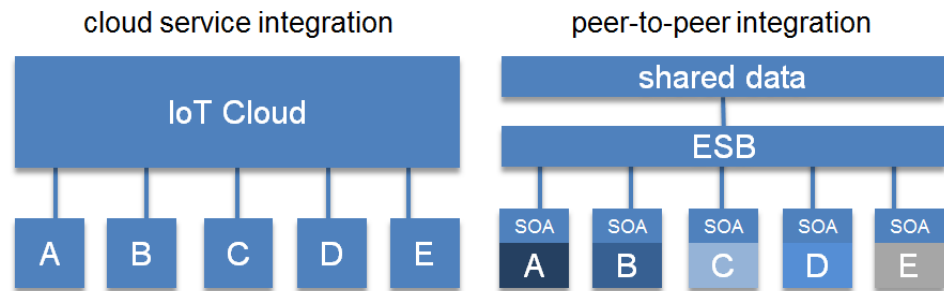 cloud service integration
IoT Cloud
A B C D E
peer-to-peer integration
shared data
ESB
SOA SOA SOA SOA SOA
A B C D E